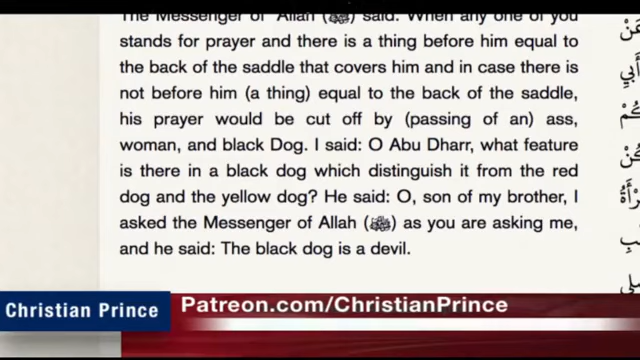 The Messenger of Allah (ﷺ) said: When any one of you
stands for prayer and there is a thing before him equal to
the back of the saddle that covers him and in case there is
not before him (a thing) equal to the back of the saddle,
his prayer would be cut off by (passing of an) ass,
woman, and black Dog. I said: O Abu Dharr, what feature
is there in a black dog which distinguish it from the red
dog and the yellow dog? He said: O, son of my brother, I
asked the Messenger of Allah (ﷺ) as you are asking me,
and he said: The black dog is a devil.
Christian Prince
Patreon.com/ChristianPrince